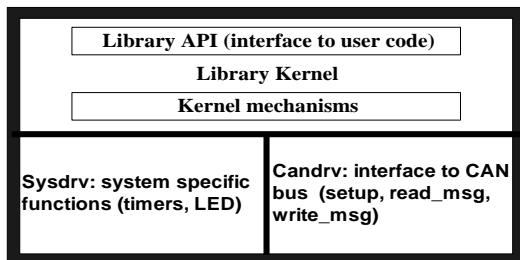 Library API (interface to user code)
Library Kernel
Kernel mechanisms
Sysdrv: system specific
functions (timers, LED)
Candrv: interface to CAN
bus (setup, read_msg,
write_msg)